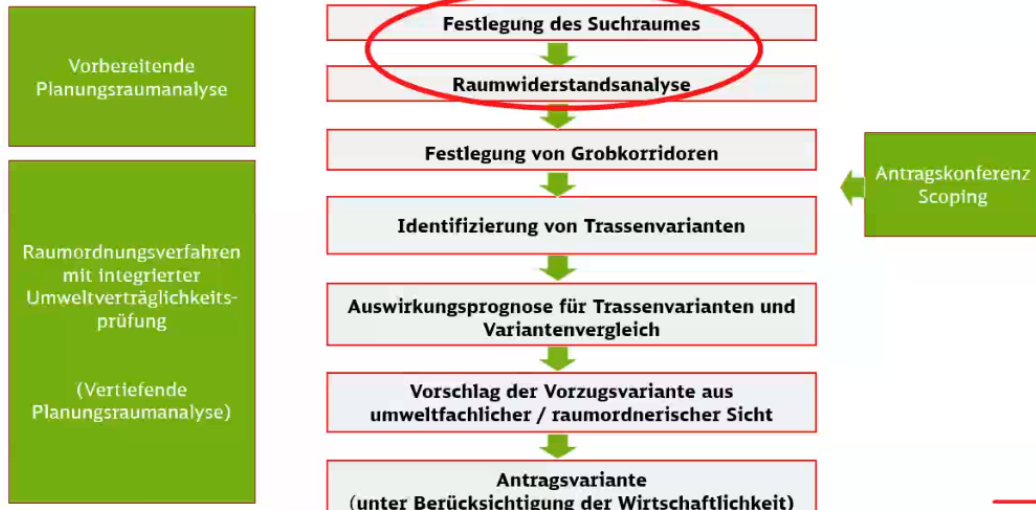 Vorbereitende
Planungsraumanalyse
Raumordnungsverfahren
mit integrierter
Umweltverträglichkeits-
prüfung
(Vertiefende
Planungsraumanalyse)
Festlegung des Suchraumes
Raumwiderstandsanalyse
Festlegung von Grobkorridoren
Identifizierung von Trassenvarianten
Auswirkungsprognose für Trassenvarianten und
Variantenvergleich
Vorschlag der Vorzugsvariante aus
umweltfachlicher / raumordnerischer Sicht
Antragsvariante
(unter Berücksichtigung der Wirtschaftlichkeit)
Antragskonferenz
Scoping